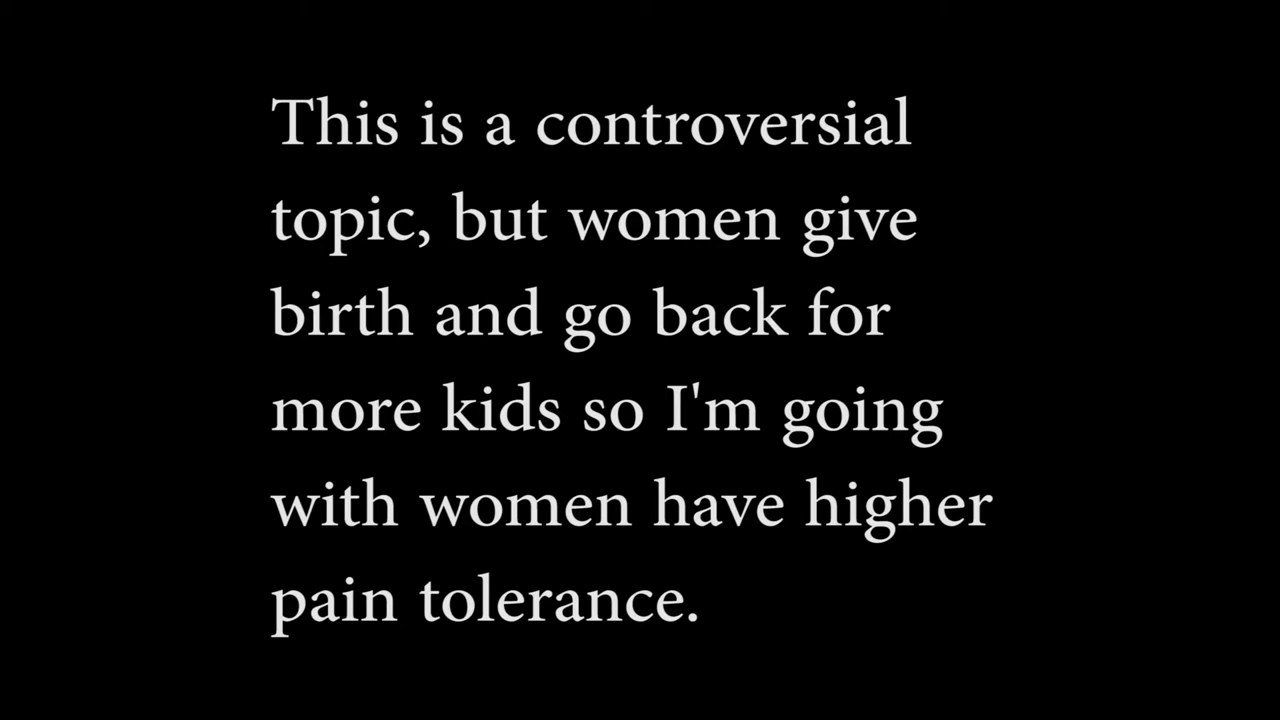 This is a controversial
topic, but women give
birth and go back for
more kids so I'm going
with women have higher
pain tolerance.